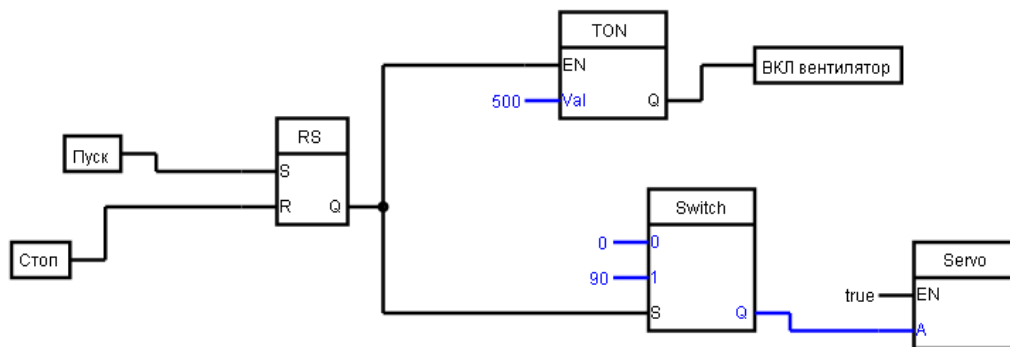 TON
EN
500 Val Q
ВКЛ вентилятор
RS
Пуск
S
R Q
Стоп
Switch
0 0
90 1
S Q
Servo
true EN
A